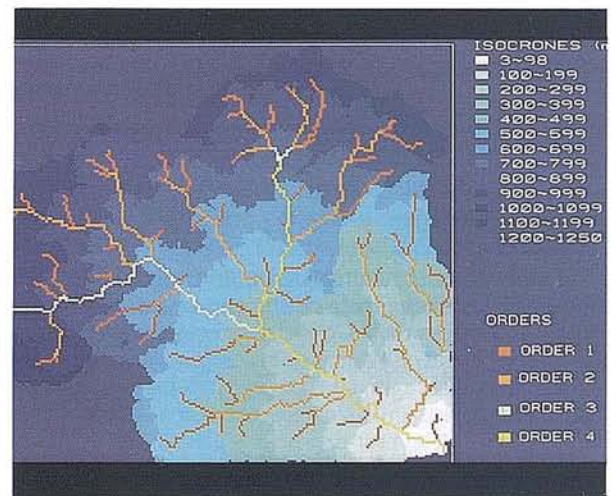 ISOCRONES (m
3~98
100~199
200~299
300~399
400~499
500~599
600~699
700~799
800~899
900~999
1000~1099
1100~1199
1200~1250
ORDERS
ORDER 1
ORDER 2
ORDER 3
ORDER 4